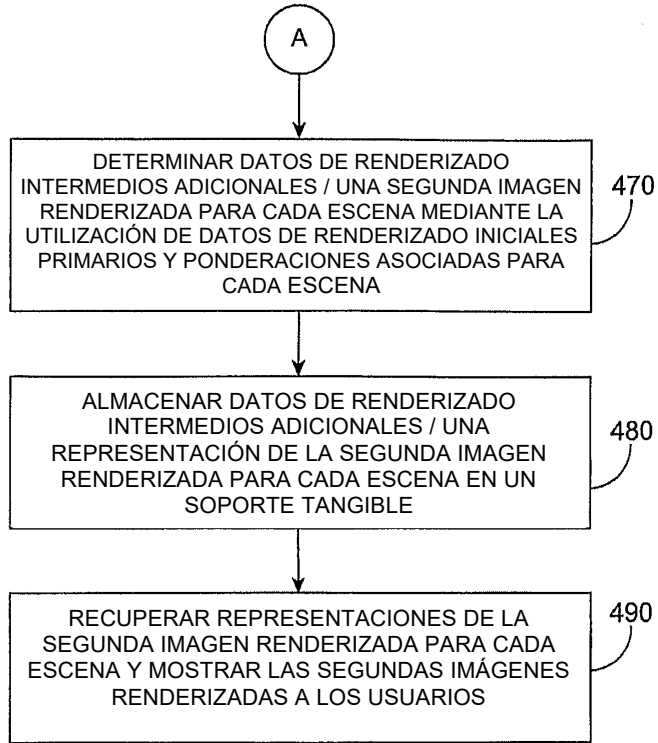 A
DETERMINAR DATOS DE RENDERIZADO
INTERMEDIOS ADICIONALES / UNA SEGUNDA IMAGEN
RENDERIZADA PARA CADA ESCENA MEDIANTE LA
UTILIZACIÓN DE DATOS DE RENDERIZADO INICIALES
PRIMARIOS Y PONDERACIONES ASOCIADAS PARA
CADA ESCENA
470
ALMACENAR DATOS DE RENDERIZADO
INTERMEDIOS ADICIONALES / UNA
REPRESENTACIÓN DE LA SEGUNDA IMAGEN
RENDERIZADA PARA CADA ESCENA EN UN
SOPORTE TANGIBLE
480
RECUPERAR REPRESENTACIONES DE LA
SEGUNDA IMAGEN RENDERIZADA PARA CADA
ESCENA Y MOSTRAR LAS SEGUNDAS IMÁGENES
RENDERIZADAS A LOS USUARIOS
490